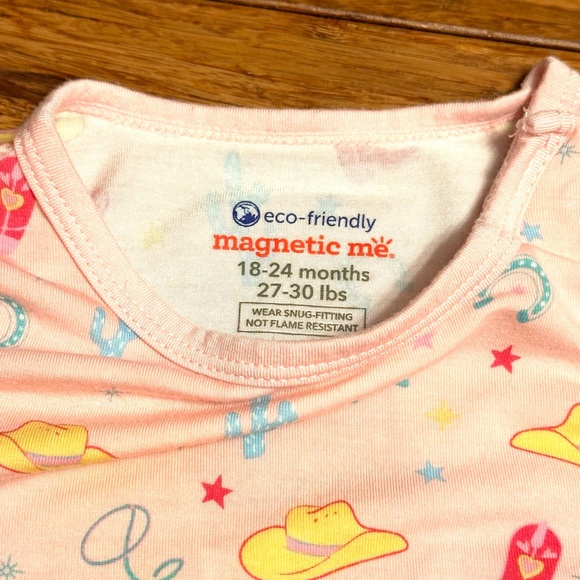 eco-friendly
magnetic me®
18-24 months
27-30 lbs
WEAR SNUG-FITTING
NOT FLAME RESISTANT